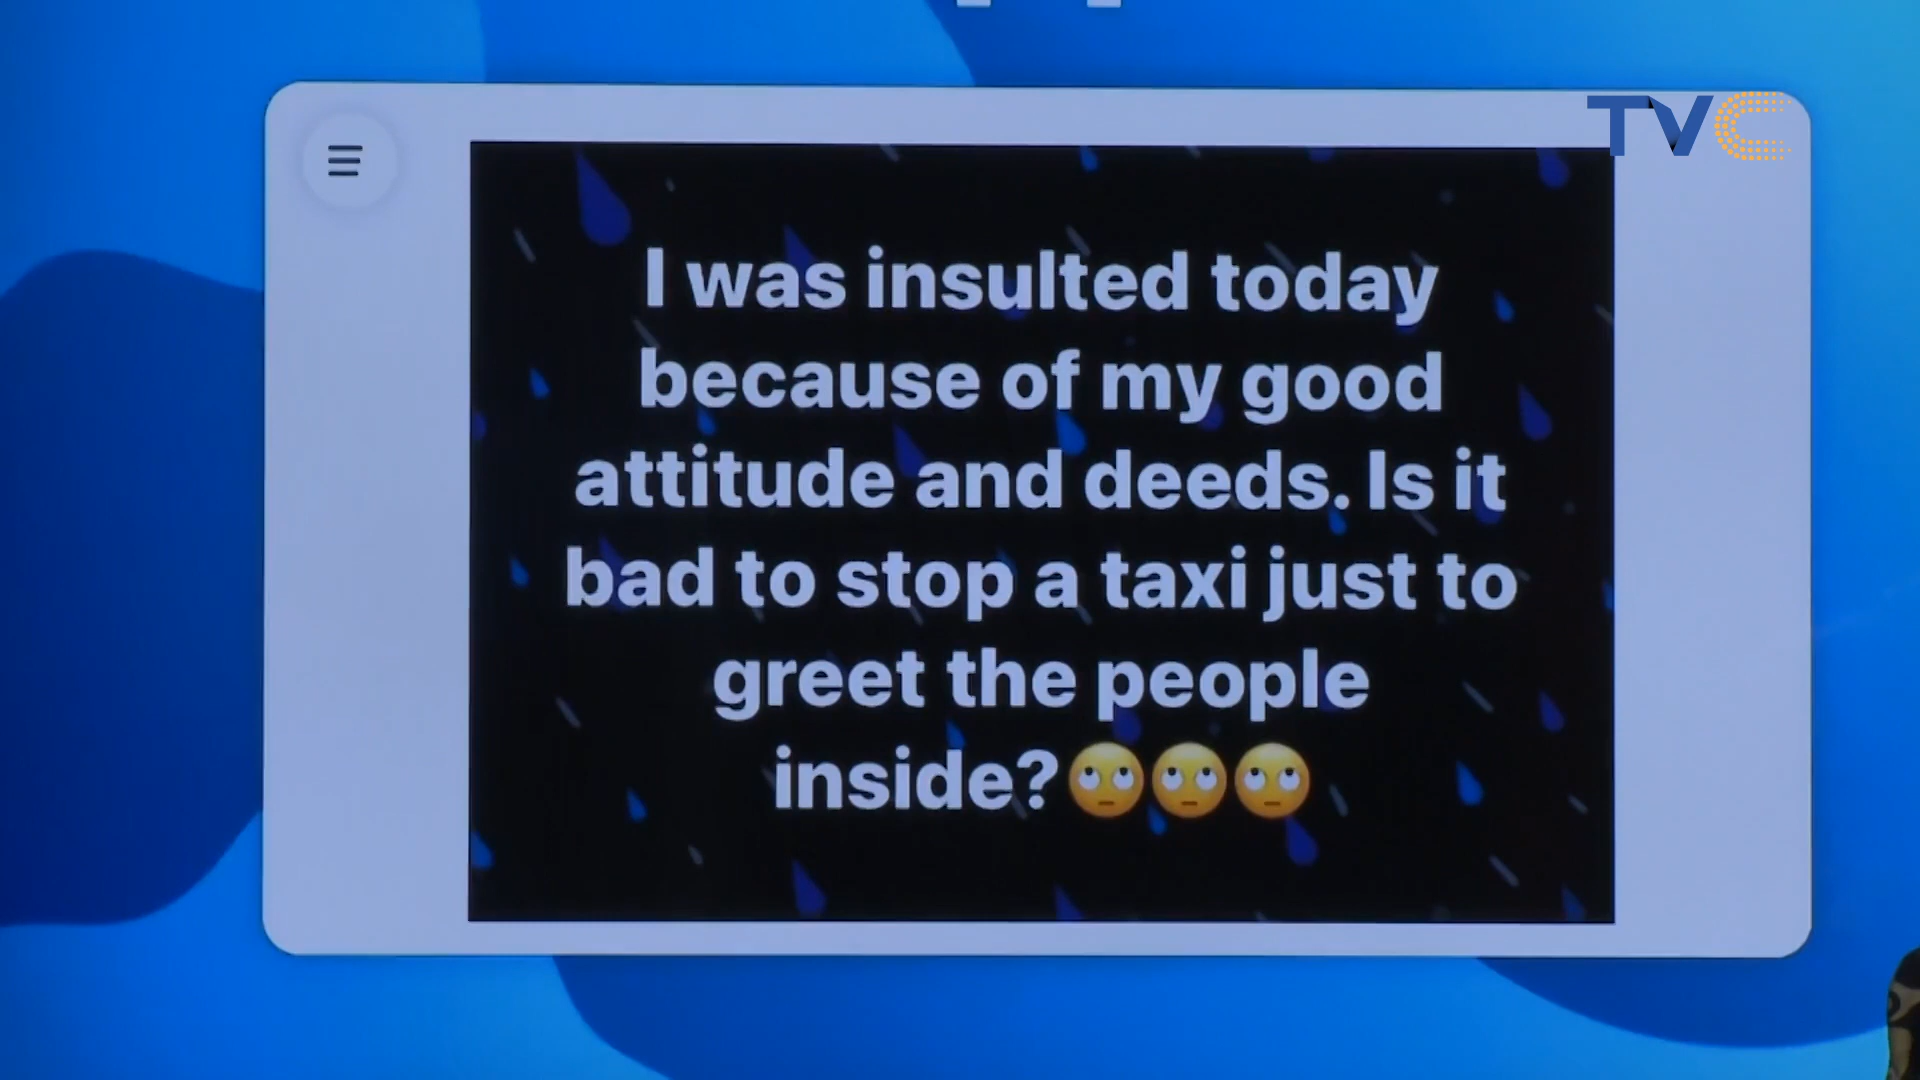 TVC
I was insulted today
because of my good
attitude and deeds. Is it
bad to stop a taxi just to
greet the people
inside?🙄🙄🙄